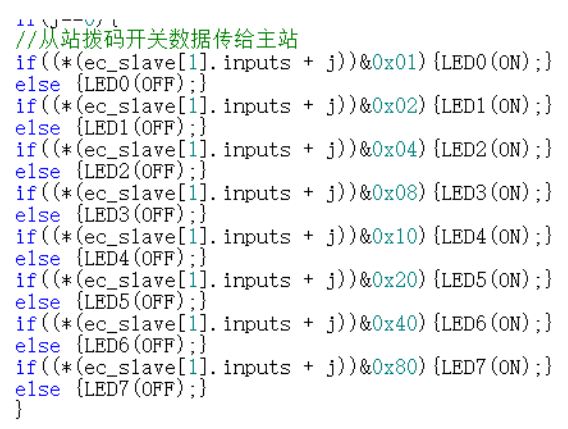 if(j==0){
//从站拨码开关数据传给主站
if((*(ec_slave[1].inputs + j))&0x01){LED0(ON);}
else {LED0(OFF);}
if((*(ec_slave[1].inputs + j))&0x02){LED1(ON);}
else {LED1(OFF);}
if((*(ec_slave[1].inputs + j))&0x04){LED2(ON);}
else {LED2(OFF);}
if((*(ec_slave[1].inputs + j))&0x08){LED3(ON);}
else {LED3(OFF);}
if((*(ec_slave[1].inputs + j))&0x10){LED4(ON);}
else {LED4(OFF);}
if((*(ec_slave[1].inputs + j))&0x20){LED5(ON);}
else {LED5(OFF);}
if((*(ec_slave[1].inputs + j))&0x40){LED6(ON);}
else {LED6(OFF);}
if((*(ec_slave[1].inputs + j))&0x80){LED7(ON);}
else {LED7(OFF);}
}